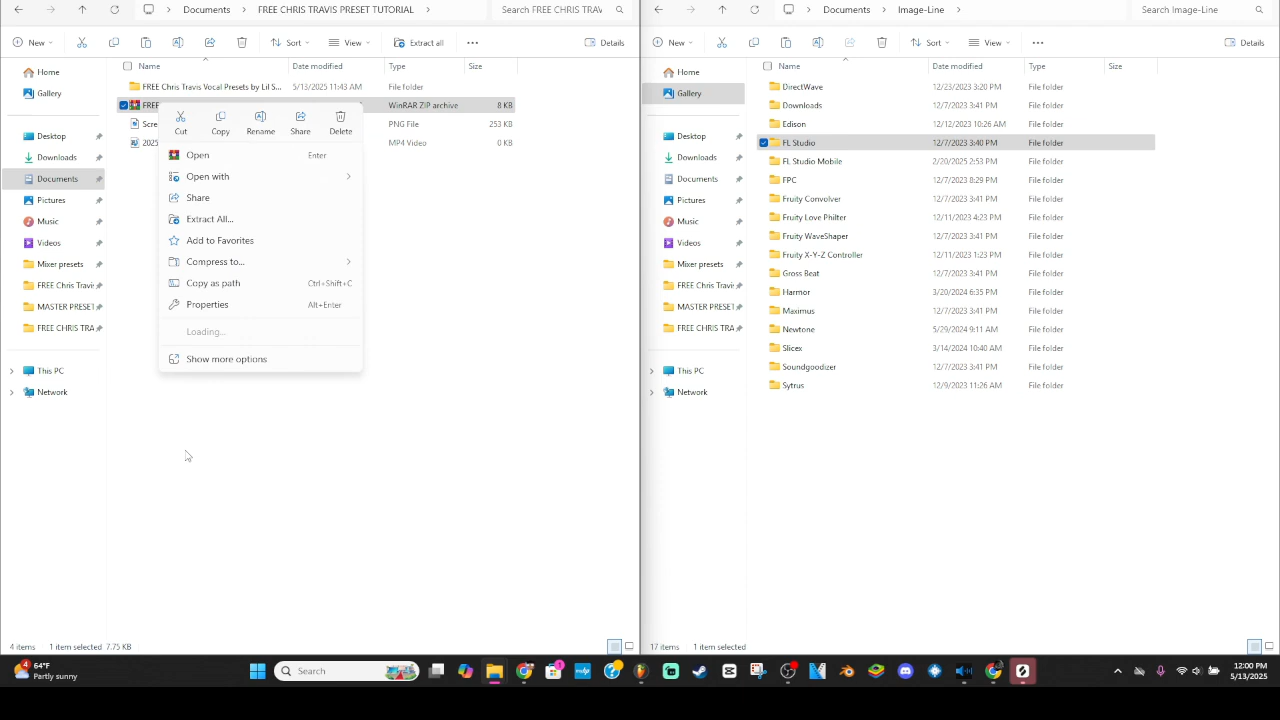 Documents > FREE CHRIS TRAVIS PRESET TUTORIAL >
Search FREE CHRIS TRAV
New
Sort
View
Extract all
Details
Name
Date modified
Type
Size
Home
Gallery
Desktop
Downloads
Documents
Pictures
Music
Videos
Mixer presets
FREE Chris Travi
MASTER PRESET
FREE CHRIS TRA
This PC
Network
FREE Chris Travis Vocal Presets by Lil S... 5/13/2025 11:43 AM File folder
FREE WinRAR ZIP archive 8 KB
Scre PNG File 253 KB
2025 MP4 Video 0 KB
Cut
Copy
Rename
Share
Delete
Open Enter
Open with
Share
Extract All...
Add to Favorites
Compress to...
Copy as path Ctrl+Shift+C
Properties Alt+Enter
Loading...
Show more options
4 items 1 item selected 7.75 KB
Documents > Image-Line >
Search Image-Line
New
Sort
View
Details
Name
Date modified
Type
Size
Home
Gallery
Desktop
Downloads
Documents
Pictures
Music
Videos
Mixer presets
FREE Chris Travi
MASTER PRESET
FREE CHRIS TRA
This PC
Network
DirectWave 12/23/2023 3:20 PM File folder
Downloads 12/7/2023 3:41 PM File folder
Edison 12/12/2023 10:26 AM File folder
FL Studio 12/7/2023 3:40 PM File folder
FL Studio Mobile 2/20/2025 2:53 PM File folder
FPC 12/7/2023 8:29 PM File folder
Fruity Convolver 12/7/2023 3:41 PM File folder
Fruity Love Philter 12/11/2023 4:23 PM File folder
Fruity WaveShaper 12/7/2023 3:41 PM File folder
Fruity X-Y-Z Controller 12/11/2023 1:23 PM File folder
Gross Beat 12/7/2023 3:41 PM File folder
Harmor 3/20/2024 6:35 PM File folder
Maximus 12/7/2023 3:41 PM File folder
Newtone 5/29/2024 9:11 AM File folder
Slicex 3/14/2024 10:40 AM File folder
Soundgoodizer 12/7/2023 3:41 PM File folder
Sytrus 12/9/2023 11:26 AM File folder
17 items 1 item selected
4
64°F
Partly sunny
Search
12:00 PM
5/13/2025